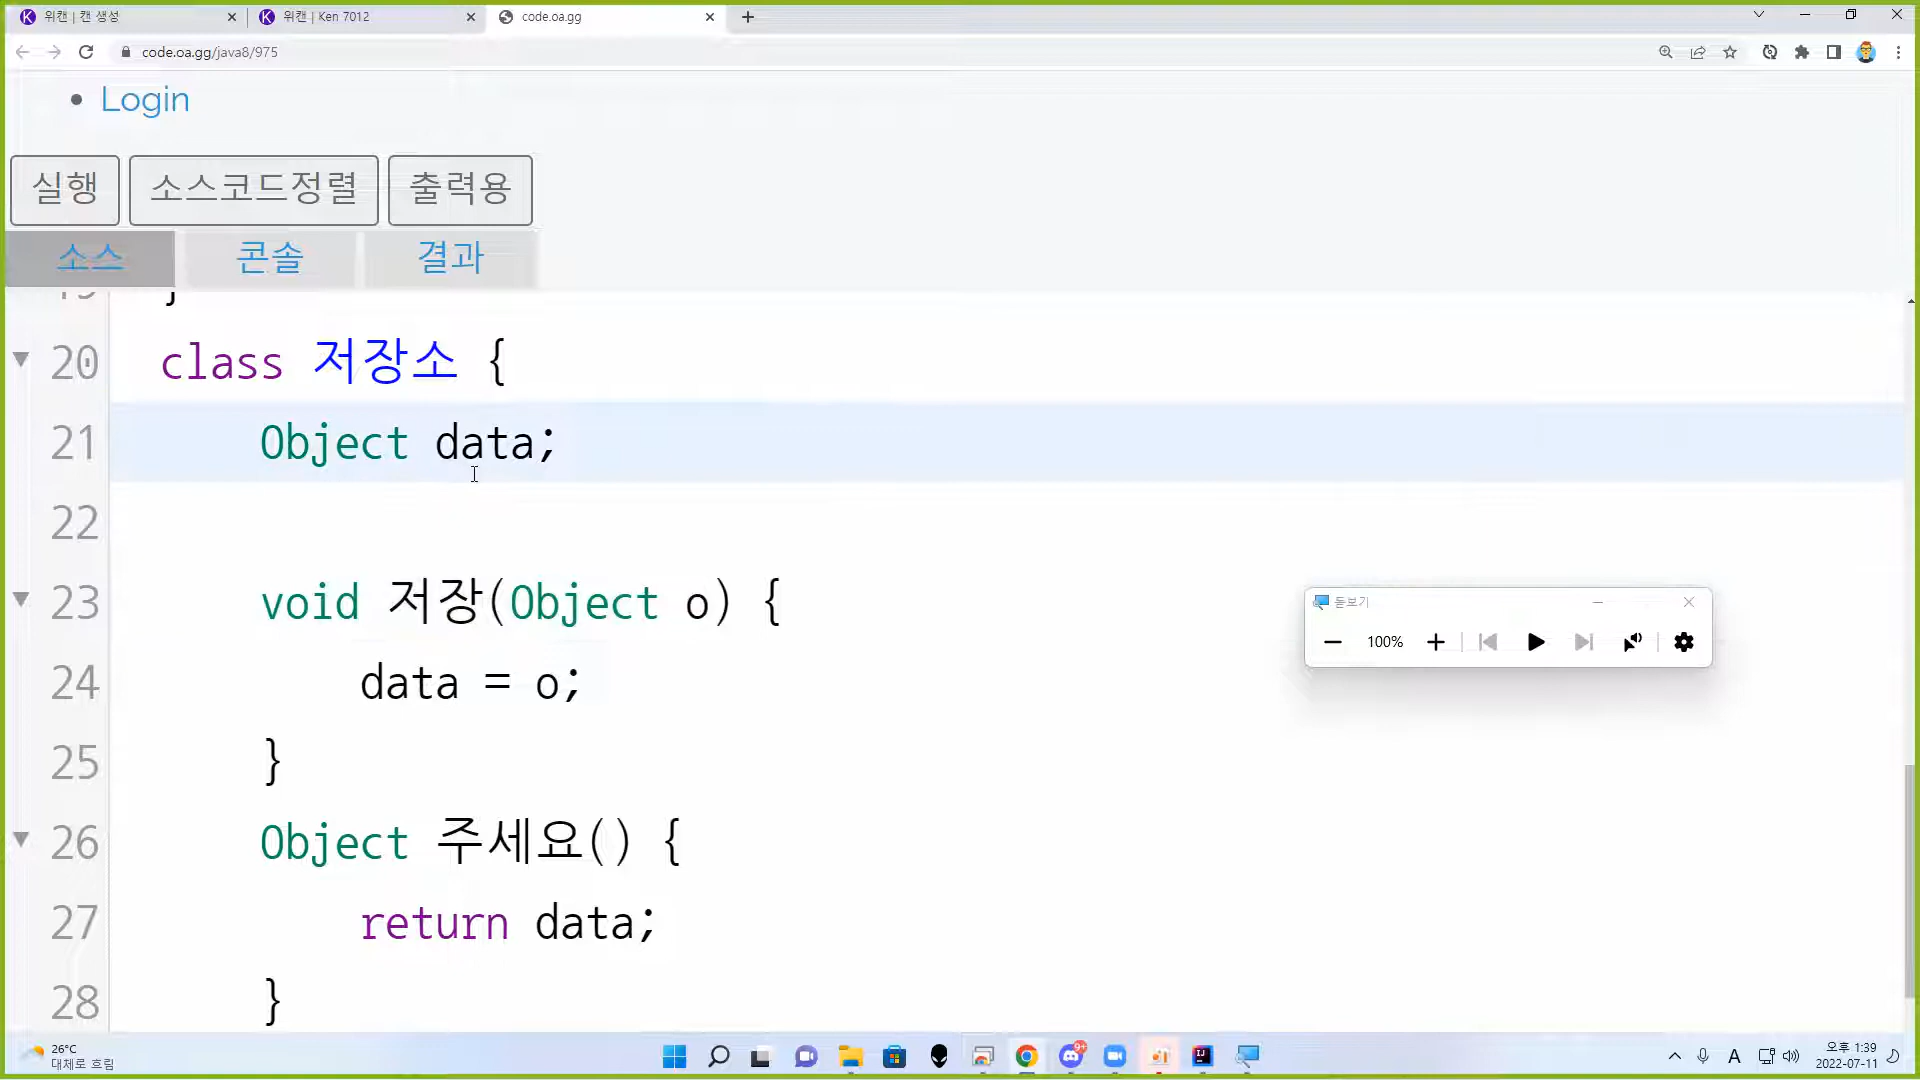 위캔 | 캔 생성
위캔 | Ken 7012
code.oa.gg
code.oa.gg/java8/975
Login
실행 소스코드정렬 출력용
소스 콘솔 결과
19 }
20 class 저장소 {
21 Object data;
22
23 void 저장(Object o) {
24 data = o;
25 }
26 Object 주세요() {
27 return data;
28 }
돋보기
100%
26°C
대체로 흐림
9+
A
오후 1:39
2022-07-11